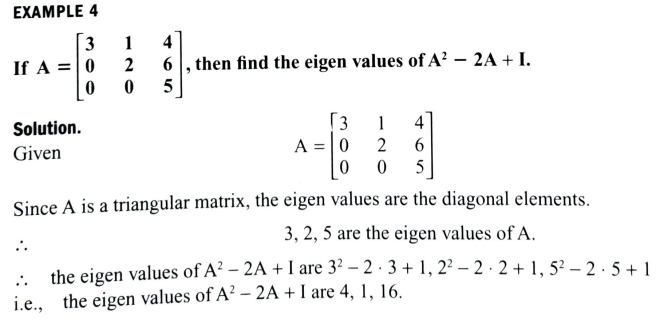 EXAMPLE 4
If A = [3 1 4
0 2 6
0 0 5], then find the eigen values of A² – 2A + I.
Solution.
Given A = [3 1 4
0 2 6
0 0 5]
Since A is a triangular matrix, the eigen values are the diagonal elements.
∴ 3, 2, 5 are the eigen values of A.
∴ the eigen values of A² – 2A + I are 3² – 2 · 3 + 1, 2² – 2 · 2 + 1, 5² – 2 · 5 + 1
i.e., the eigen values of A² – 2A + I are 4, 1, 16.